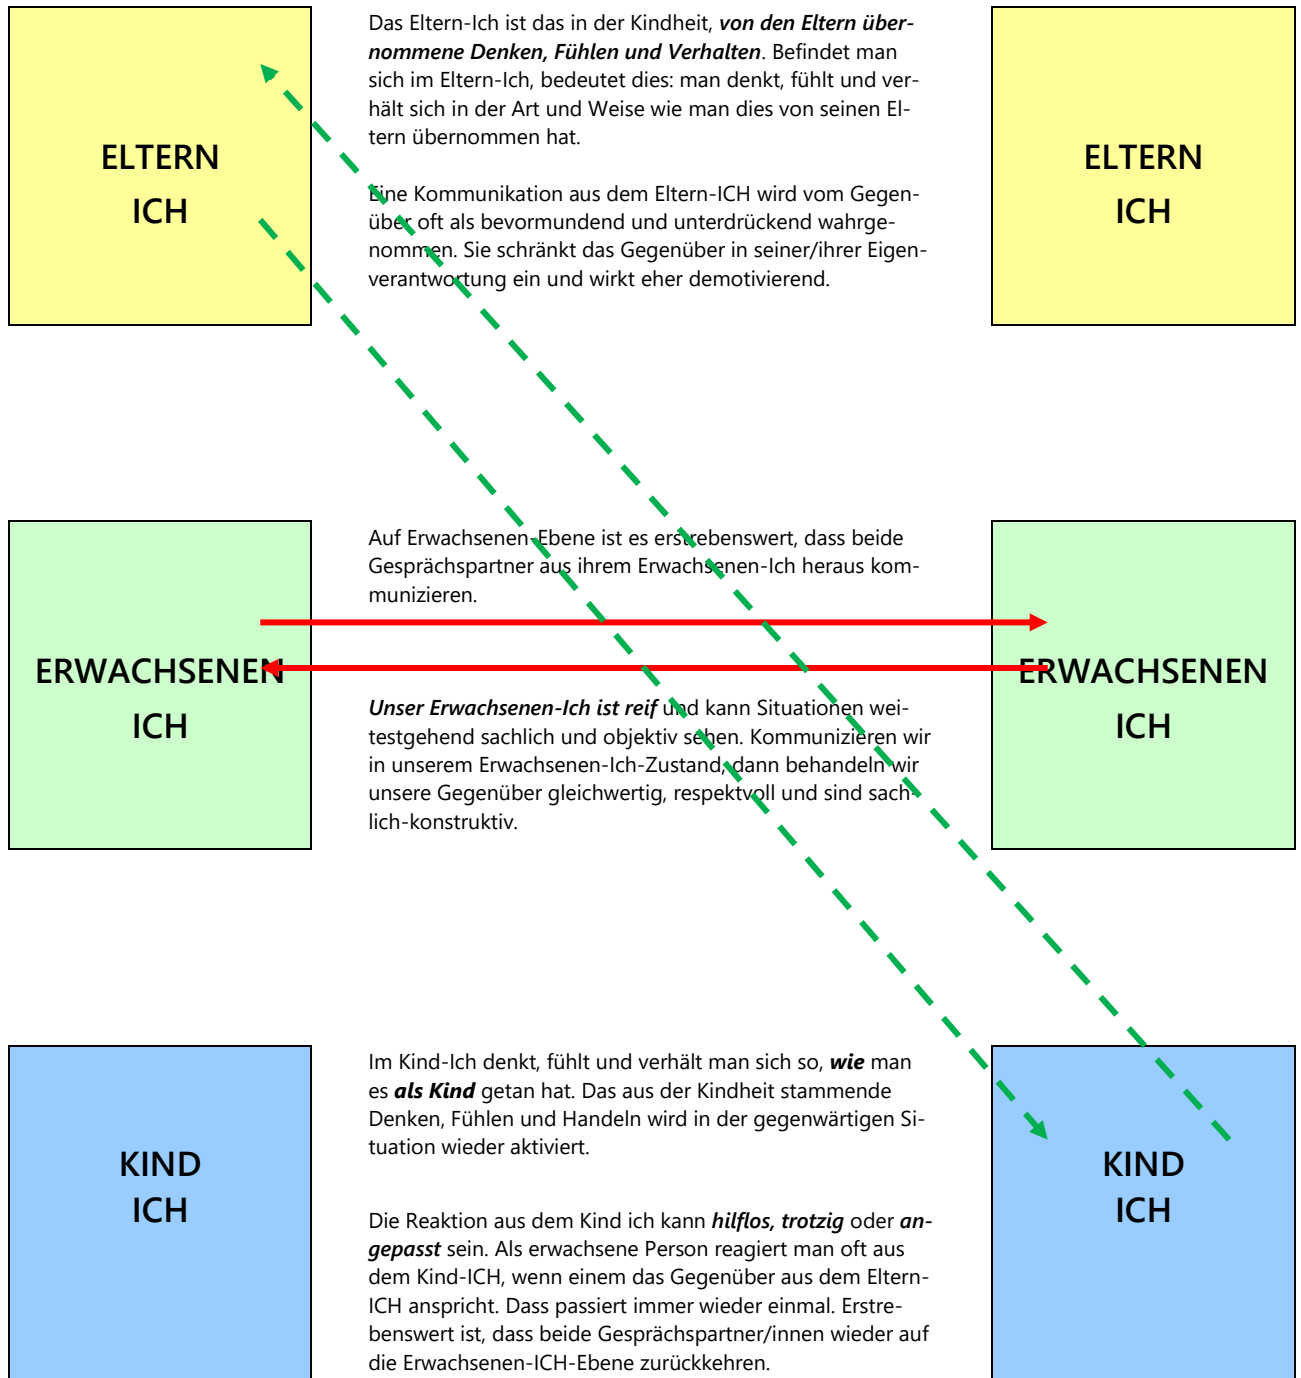 Das Eltern-Ich ist das in der Kindheit, von den Eltern über-
nommene Denken, Fühlen und Verhalten. Befindet man
sich im Eltern-Ich, bedeutet dies: man denkt, fühlt und ver-
hält sich in der Art und Weise wie man dies von seinen El-
tern übernommen hat.
ELTERN
ICH
Eine Kommunikation aus dem Eltern-ICH wird vom Gegen-
über oft als bevormundend und unterdrückend wahrge-
nommen. Sie schränkt das Gegenüber in seiner/ihrer Eigen-
verantwortung ein und wirkt eher demotivierend.
ELTERN
ICH
Auf Erwachsenen-Ebene ist es erstrebenswert, dass beide
Gesprächspartner aus ihrem Erwachsenen-Ich heraus kom-
munizieren.
ERWACHSENEN
ICH
Unser Erwachsenen-Ich ist reif und kann Situationen wei-
testgehend sachlich und objektiv sehen. Kommunizieren wir
in unserem Erwachsenen-Ich-Zustand, dann behandeln wir
unsere Gegenüber gleichwertig, respektvoll und sind sach-
lich-konstruktiv.
ERWACHSENEN
ICH
Im Kind-Ich denkt, fühlt und verhält man sich so, wie man
es als Kind getan hat. Das aus der Kindheit stammende
Denken, Fühlen und Handeln wird in der gegenwärtigen Si-
tuation wieder aktiviert.
KIND
ICH
Die Reaktion aus dem Kind ich kann hilflos, trotzig oder an-
gepasst sein. Als erwachsene Person reagiert man oft aus
dem Kind-ICH, wenn einem das Gegenüber aus dem Eltern-
ICH anspricht. Dass passiert immer wieder einmal. Erstre-
benswert ist, dass beide Gesprächspartner/innen wieder auf
die Erwachsenen-ICH-Ebene zurückkehren.
KIND
ICH